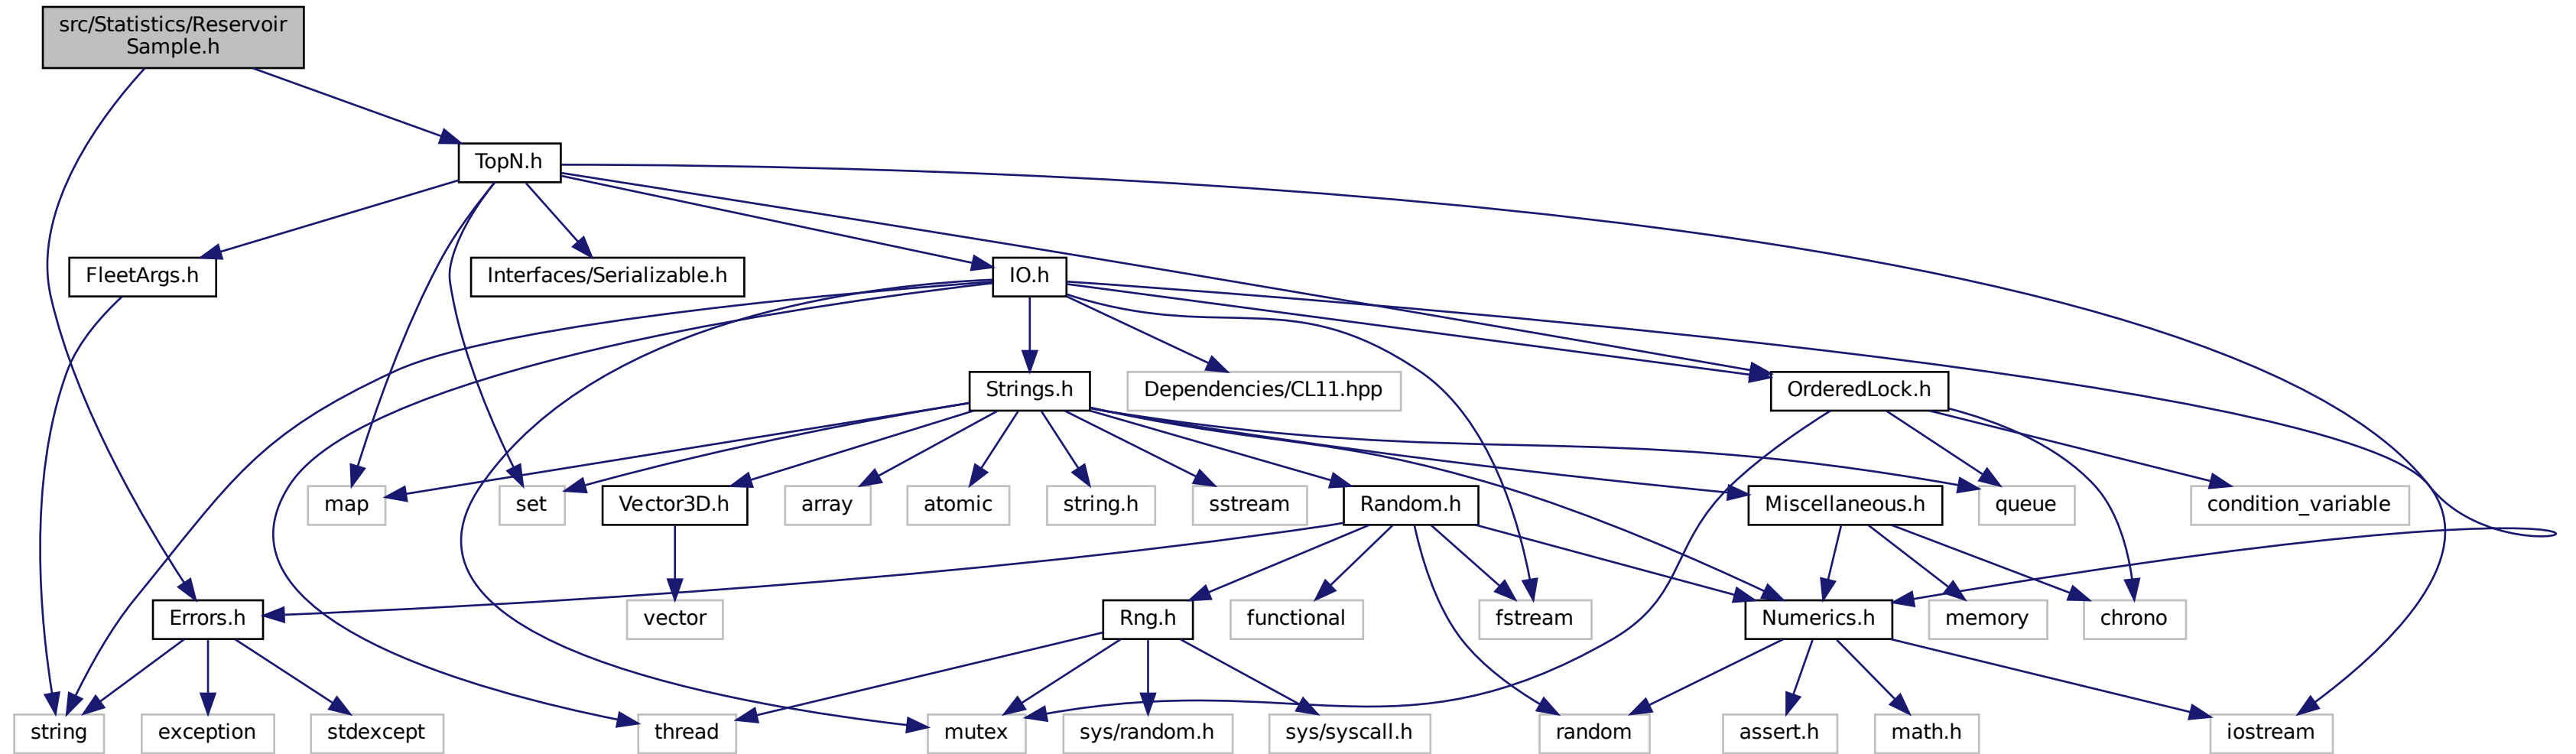 src/Statistics/Reservoir
Sample.h
TopN.h
FleetArgs.h
Interfaces/Serializable.h
IO.h
Strings.h
Dependencies/CL11.hpp
OrderedLock.h
map
set
Vector3D.h
array
atomic
string.h
sstream
Random.h
Miscellaneous.h
queue
condition_variable
Errors.h
vector
Rng.h
functional
fstream
Numerics.h
memory
chrono
string
exception
stdexcept
thread
mutex
sys/random.h
sys/syscall.h
random
assert.h
math.h
iostream